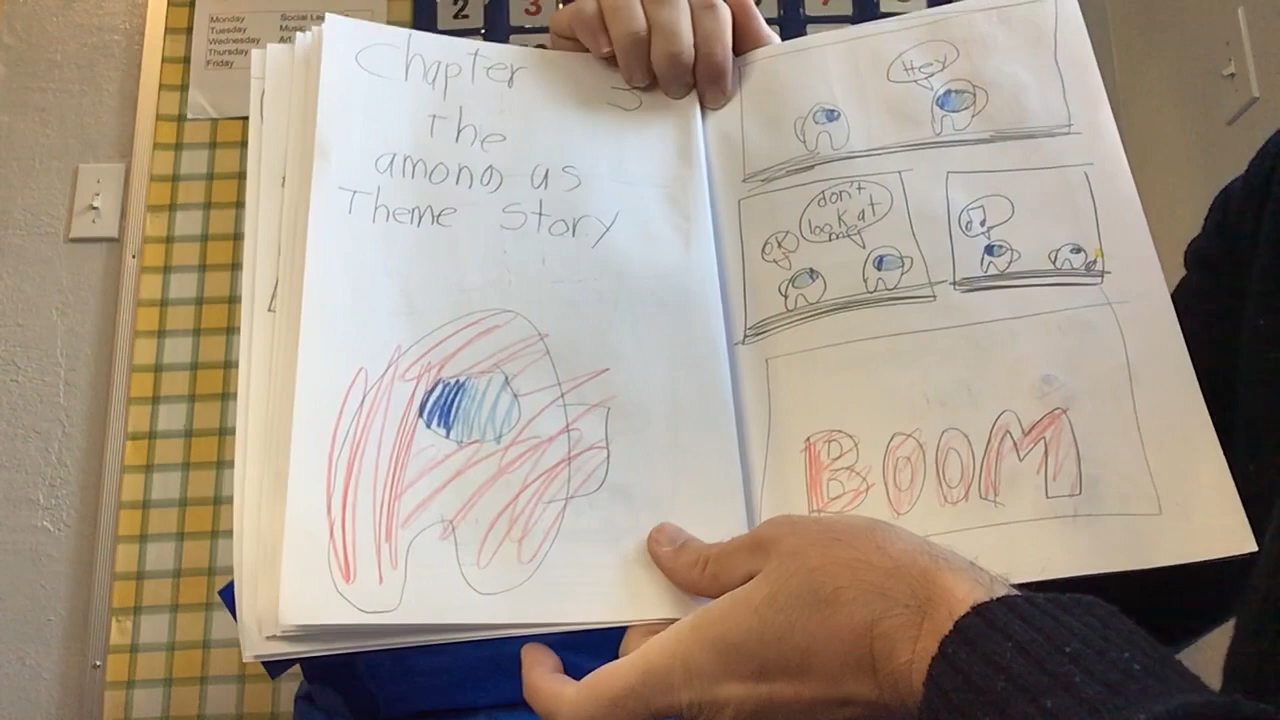 Monday Social
Tuesday Music
Wednesday Art
Thursday
Friday
2 3
Chapter
The
among us
Theme Story
Hey
don't
look at
me
OK
BOOM